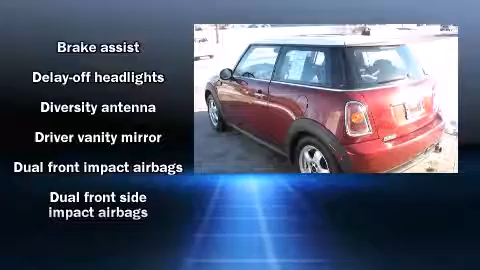 Brake assist
Delay-off headlights
Diversity antenna
Driver vanity mirror
Dual front impact airbags
Dual front side
impact airbags